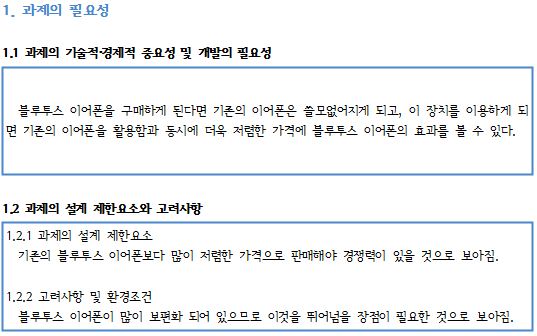 1. 과제의 필요성
1.1 과제의 기술적·경제적 중요성 및 개발의 필요성
블루투스 이어폰을 구매하게 된다면 기존의 이어폰은 쓸모없어지게 되고, 이 장치를 이용하게 되
면 기존의 이어폰을 활용함과 동시에 더욱 저렴한 가격에 블루투스 이어폰의 효과를 볼 수 있다.
1.2 과제의 설계 제한요소와 고려사항
1.2.1 과제의 설계 제한요소
기존의 블루투스 이어폰보다 많이 저렴한 가격으로 판매해야 경쟁력이 있을 것으로 보아짐.
1.2.2 고려사항 및 환경조건
블루투스 이어폰이 많이 보편화 되어 있으므로 이것을 뛰어넘을 장점이 필요한 것으로 보아짐.